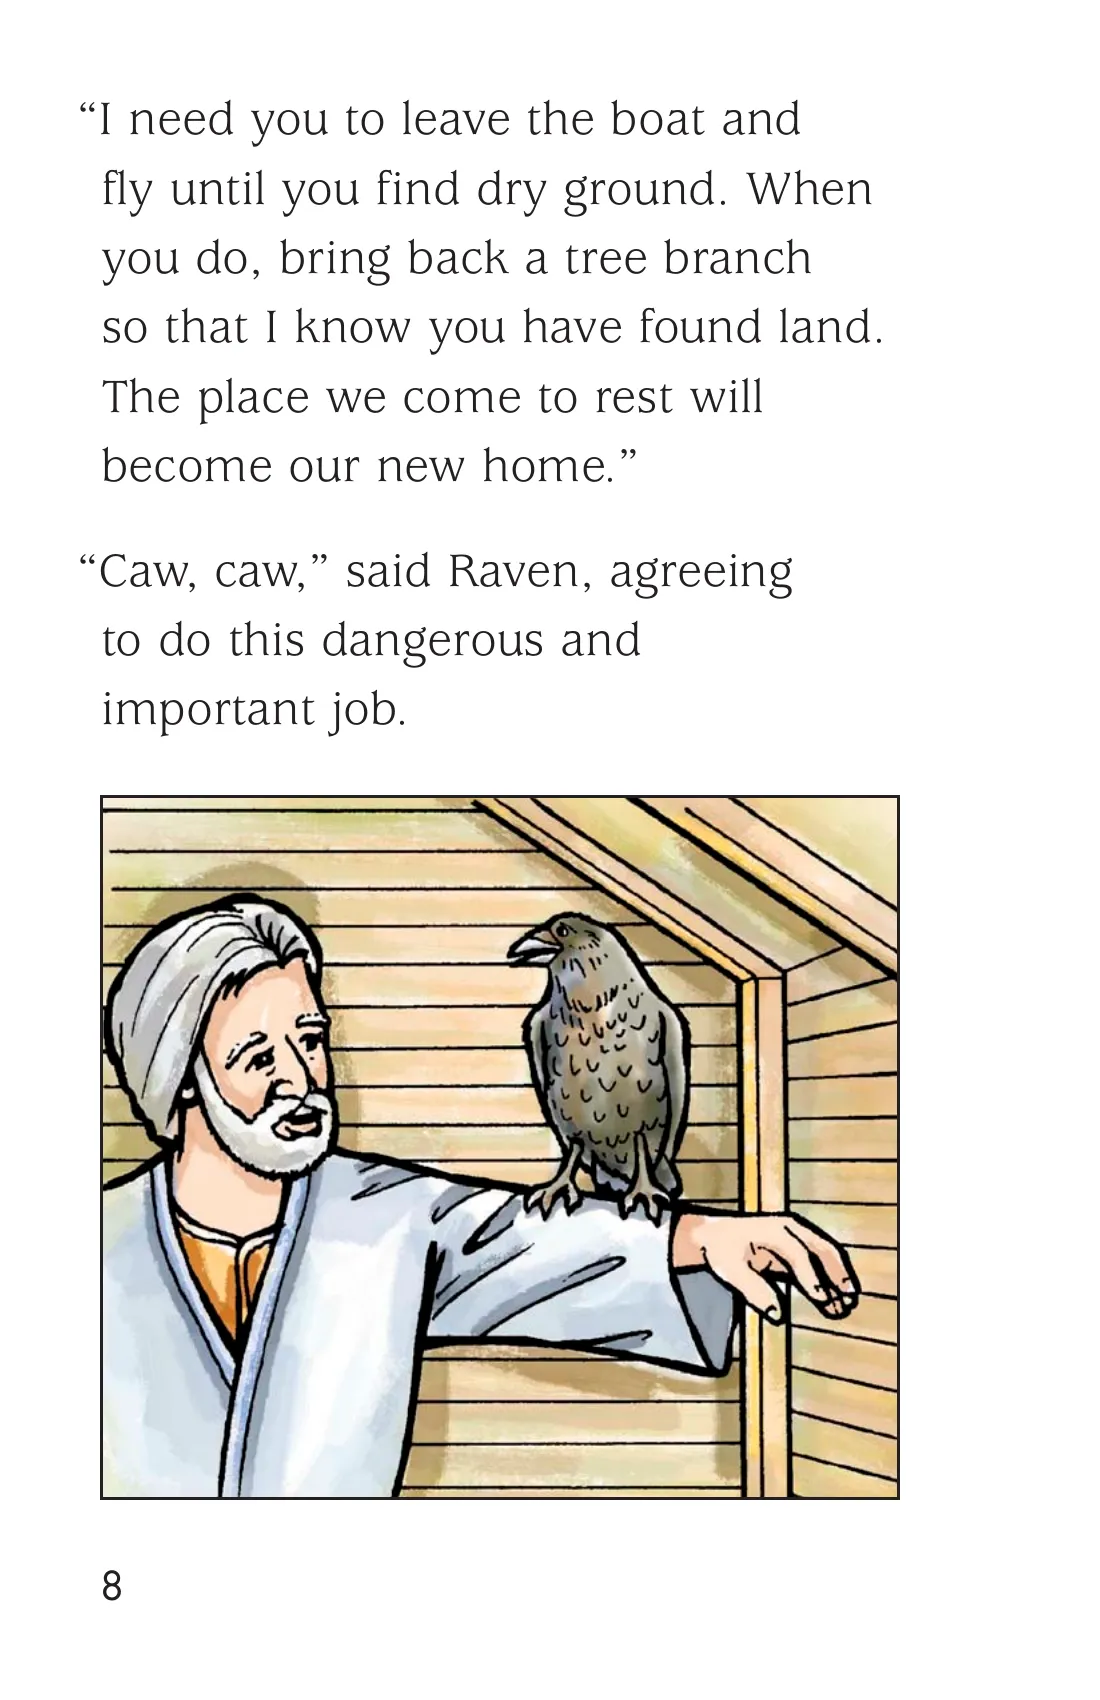 “I need you to leave the boat and
fly until you find dry ground. When
you do, bring back a tree branch
so that I know you have found land.
The place we come to rest will
become our new home.”
“Caw, caw,” said Raven, agreeing
to do this dangerous and
important job.
8